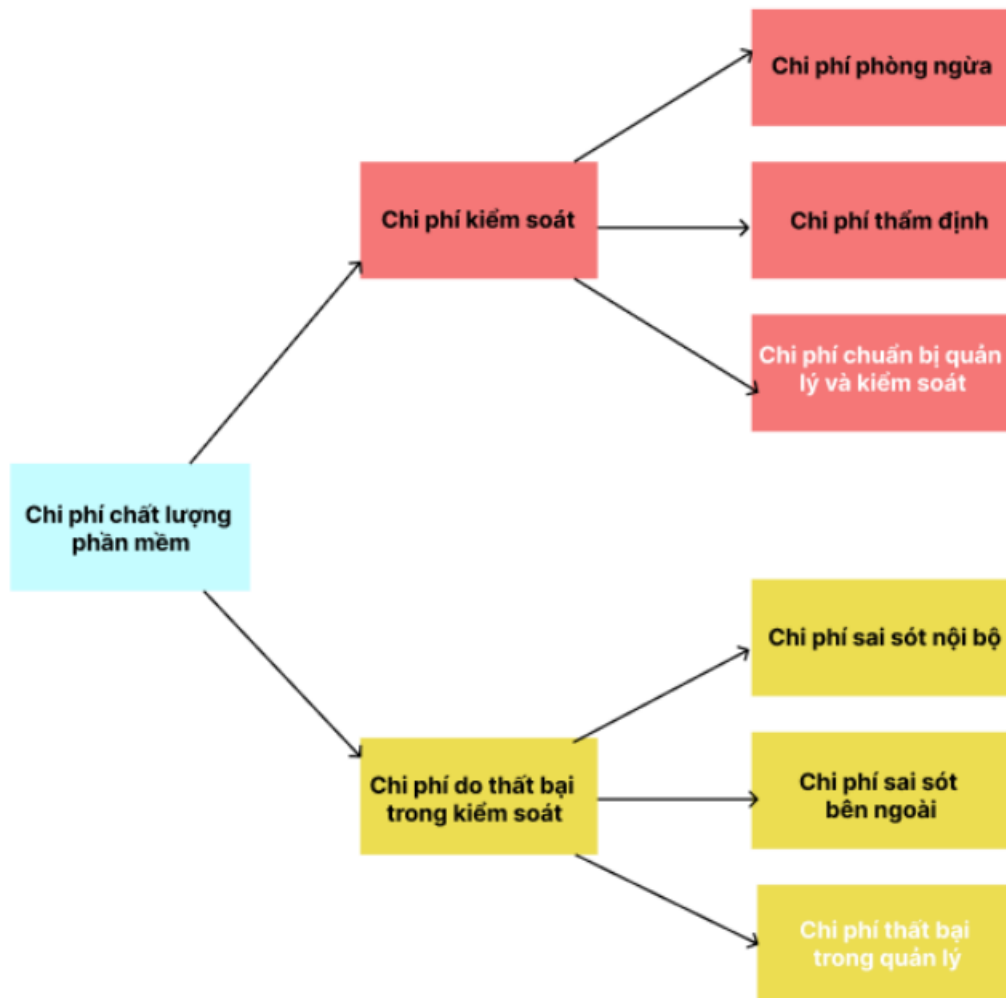 Chi phí phòng ngừa
Chi phí kiểm soát
Chi phí thẩm định
Chi phí chuẩn bị quản
lý và kiểm soát
Chi phí chất lượng
phần mềm
Chi phí sai sót nội bộ
Chi phí do thất bại
trong kiểm soát
Chi phí sai sót
bên ngoài
Chi phí thất bại
trong quản lý